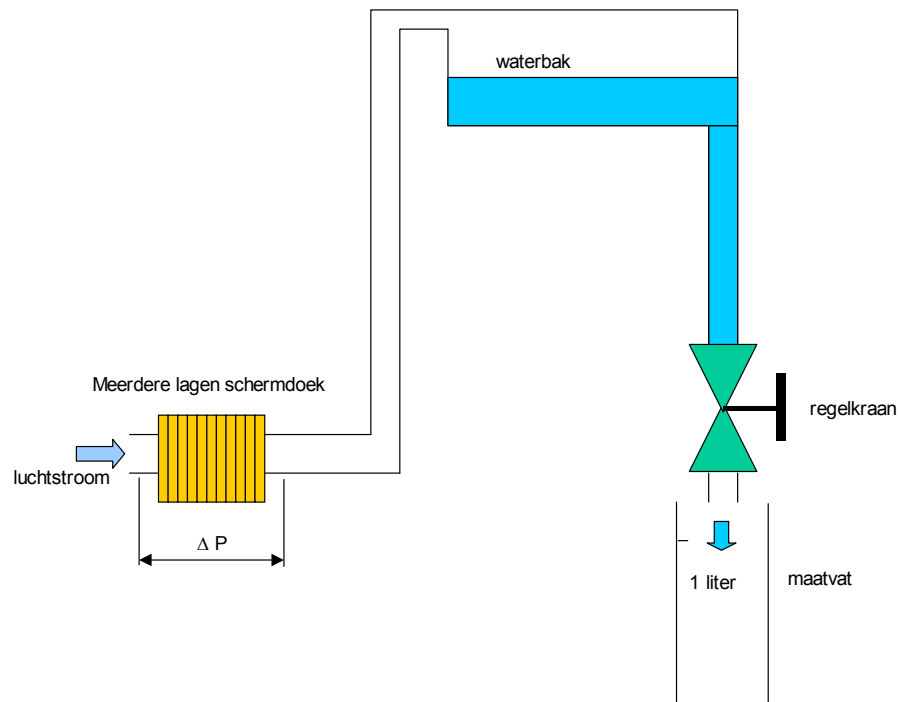 waterbak
Meerdere lagen schermdoek
regelkraan
luchtstroom
Δ P
1 liter
maatvat